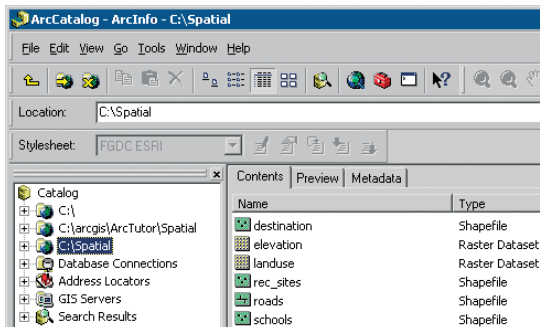 ArcCatalog - ArcInfo - C:\Spatial
File Edit View Go Tools Window Help
Location: C:\Spatial
Stylesheet: FGDC ESRI
Contents Preview Metadata
Catalog
C:\
C:\arcgis\ArcTutor\Spatial
C:\Spatial
Database Connections
Address Locators
GIS Servers
Search Results
Name Type
destination Shapefile
elevation Raster Dataset
landuse Raster Dataset
rec_sites Shapefile
roads Shapefile
schools Shapefile